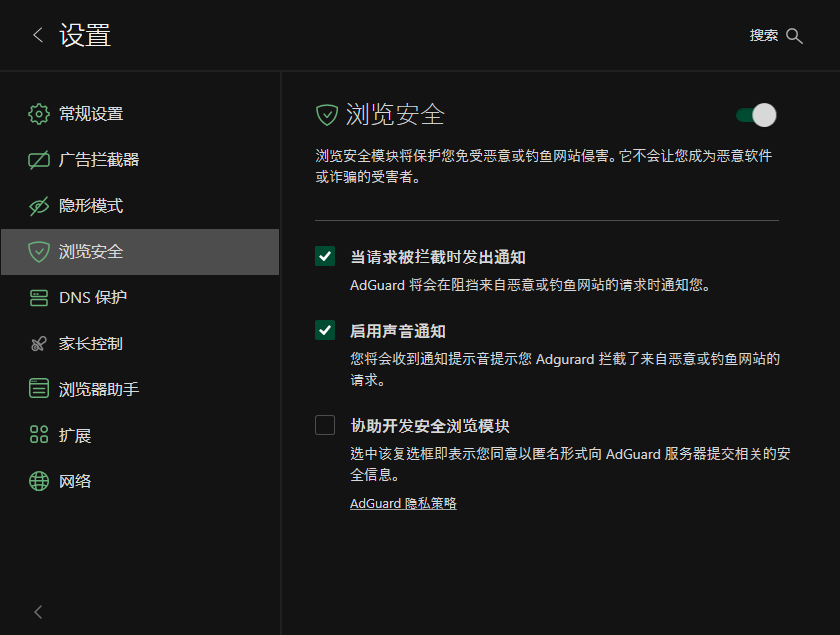 设置
搜索
常规设置
广告拦截器
隐形模式
浏览安全
DNS 保护
家长控制
浏览器助手
扩展
网络
浏览安全
浏览安全模块将保护您免受恶意或钓鱼网站侵害。它不会让您成为恶意软件
或诈骗的受害者。
当请求被拦截时发出通知
AdGuard 将会在阻挡来自恶意或钓鱼网站的请求时通知您。
启用声音通知
您将会收到通知提示音提示您 Adgurard 拦截了来自恶意或钓鱼网站的
请求。
协助开发安全浏览模块
选中该复选框即表示您同意以匿名形式向 AdGuard 服务器提交相关的安
全信息。
AdGuard 隐私策略